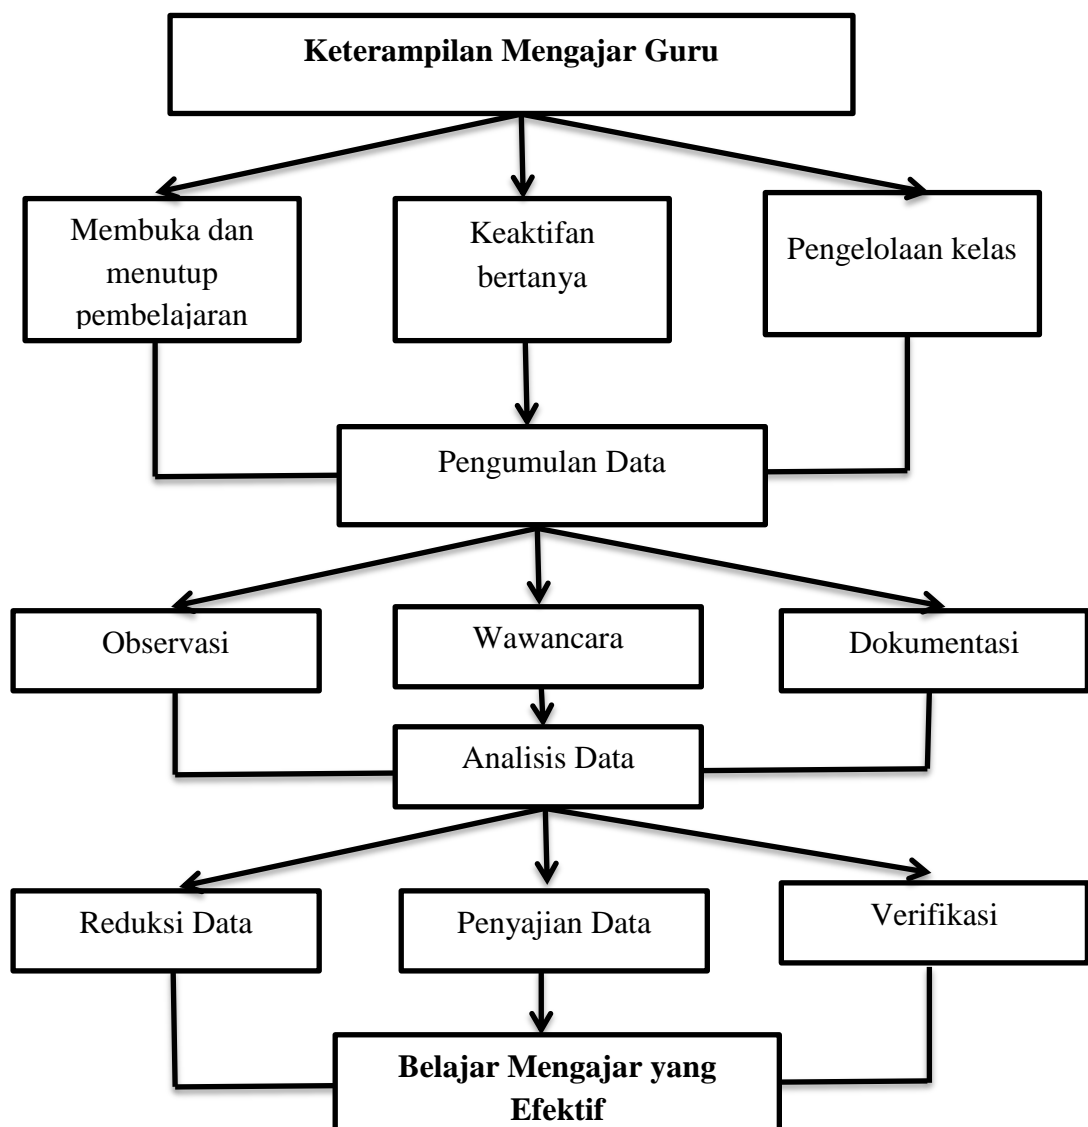 Keterampilan Mengajar Guru
Membuka dan
menutup
pembelajaran
Keaktifan
bertanya
Pengelolaan kelas
Pengumulan Data
Observasi
Wawancara
Dokumentasi
Analisis Data
Reduksi Data
Penyajian Data
Verifikasi
Belajar Mengajar yang
Efektif